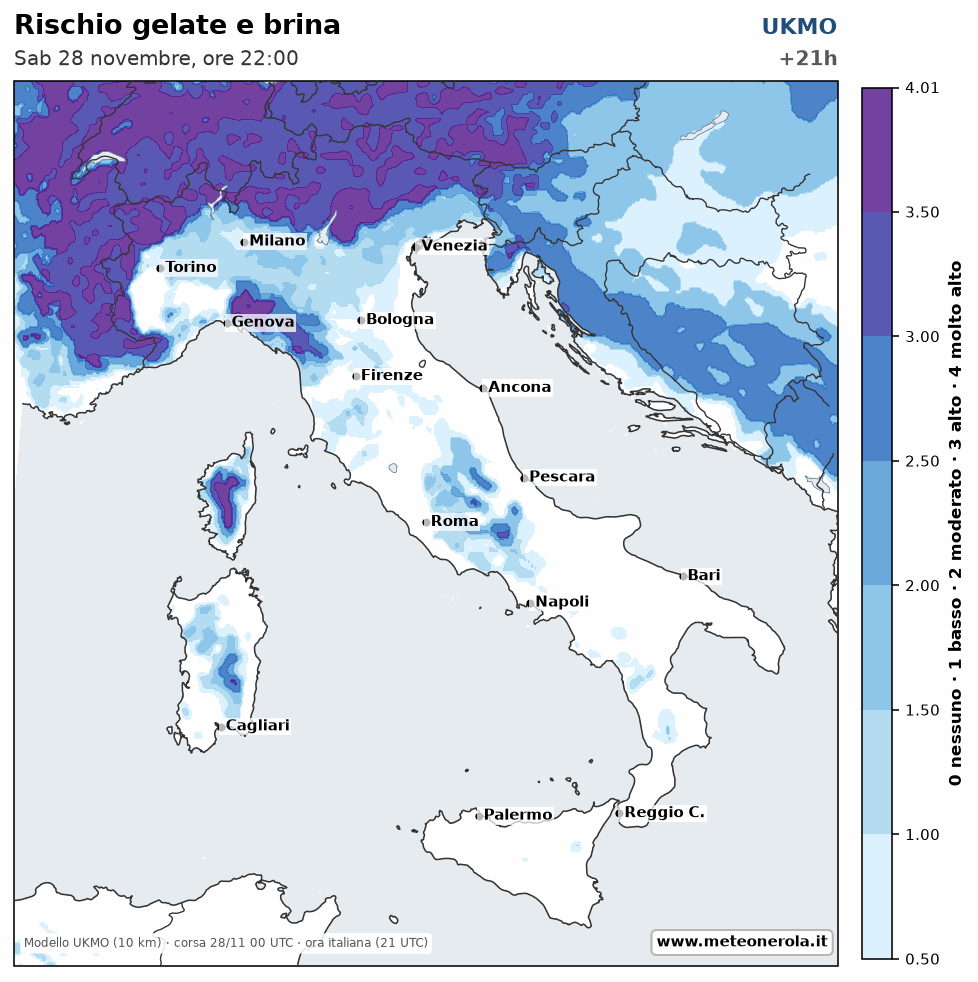 Rischio gelate e brina
UKMO
Sab 28 novembre, ore 22:00
+21h
4.01
3.50
3.00
2.50
2.00
1.50
1.00
0.50
0 nessuno · 1 basso · 2 moderato · 3 alto · 4 molto alto
Milano
Venezia
Torino
Genova
Bologna
Firenze
Ancona
Pescara
Roma
Bari
Napoli
Cagliari
Palermo
Reggio C.
Modello UKMO (10 km) · corsa 28/11 00 UTC · ora italiana (21 UTC)
www.meteonerola.it